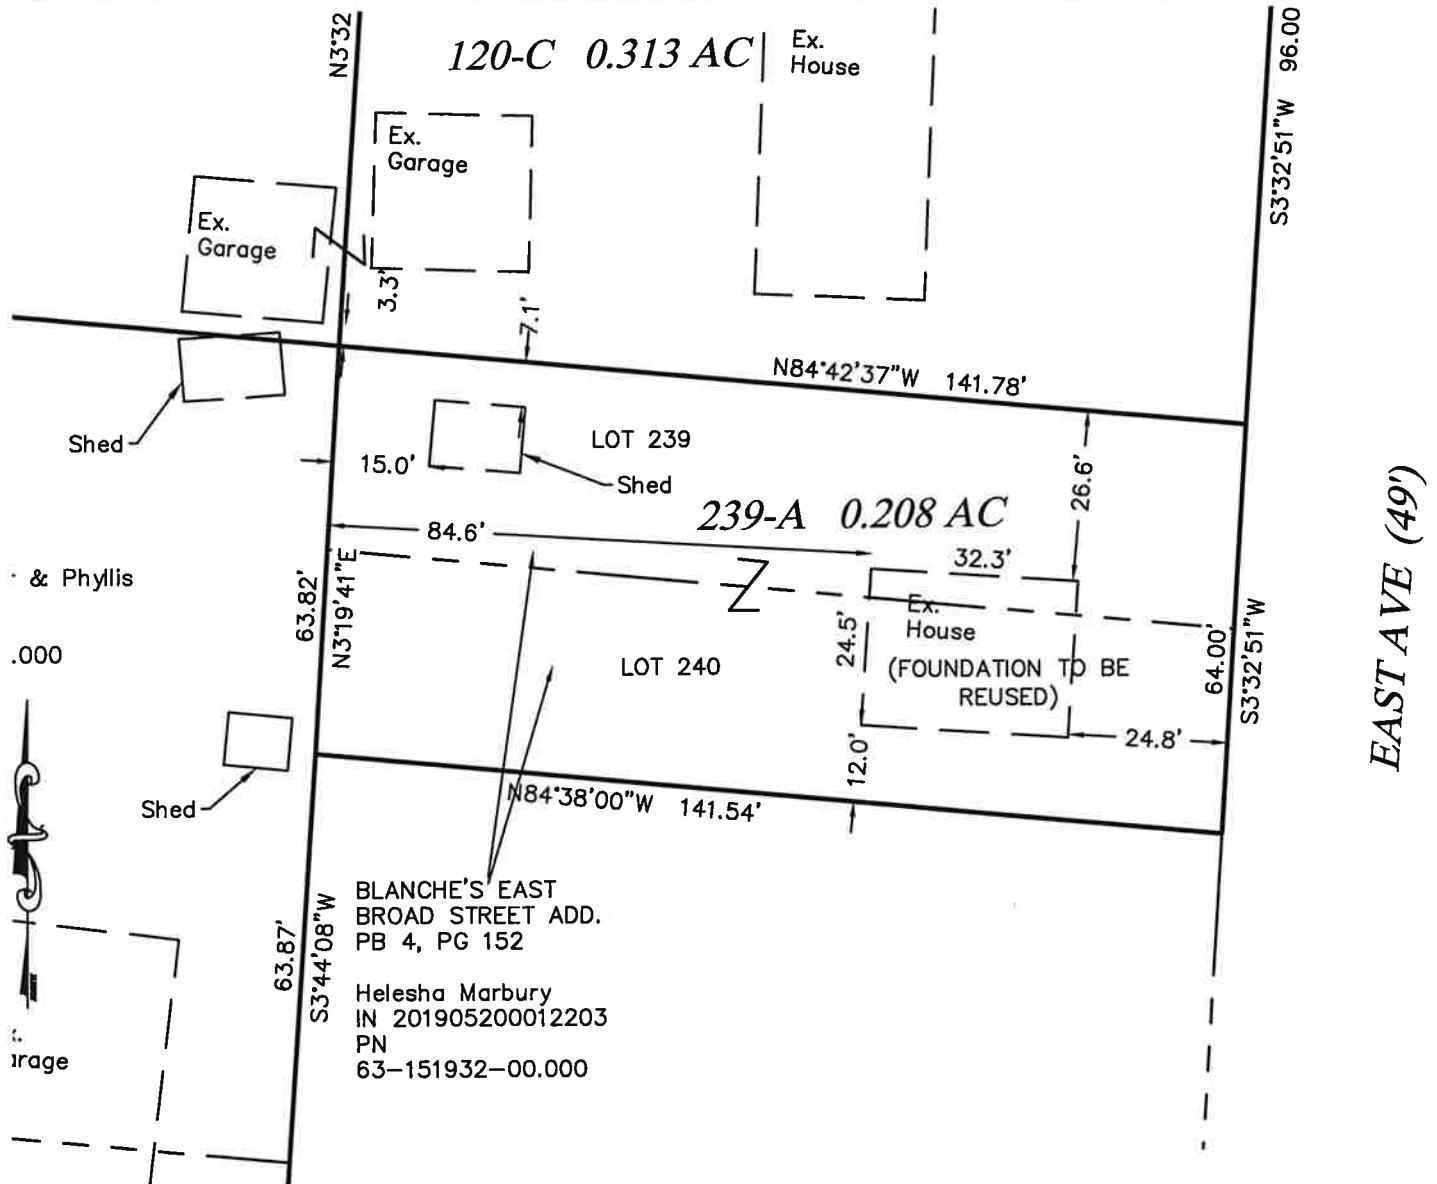 N3°32
120-C 0.313 AC
Ex.
House
96.00
S3°32'51"W
Ex.
Garage
Ex.
Garage
3.3'
7.1'
N84°42'37"W 141.78'
Shed
15.0'
LOT 239
Shed
26.6'
239-A 0.208 AC
84.6'
32.3'
EAST AVE (49')
& Phyllis
63.82'
N3°19'41"E
.000
LOT 240
24.5'
Ex.
House
(FOUNDATION TO BE
REUSED)
64.00'
S3°32'51"W
24.8'
12.0'
Shed
N84°38'00"W 141.54'
63.87'
S3°44'08"W
BLANCHE'S EAST
BROAD STREET ADD.
PB 4, PG 152
Helesha Marbury
IN 201905200012203
PN
63-151932-00.000
arage